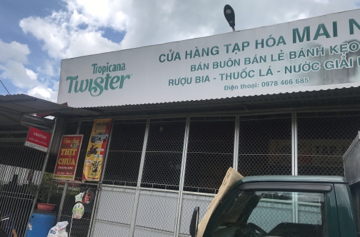 Tropicana
Twister
CỬA HÀNG TẠP HÓA MAI
BÁN BUÔN BÁN LẺ BÁNH KẸO
RƯỢU BIA - THUỐC LÁ - NƯỚC GIẢI
Điện thoại: 0976 466 685
THỊT
CHUA